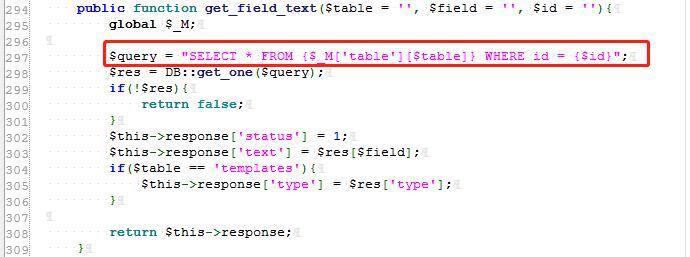 294 public function get_field_text($table = '', $field = '', $id = ''){
295 global $_M;
296
297 $query = "SELECT * FROM {$_M['table'][$table]} WHERE id = {$id}";
298 $res = DB::get_one($query);
299 if(!$res){
300 return false;
301 }
302 $this->response['status'] = 1;
303 $this->response['text'] = $res[$field];
304 if($table == 'templates'){
305 $this->response['type'] = $res['type'];
306 }
307
308 return $this->response;
309 }